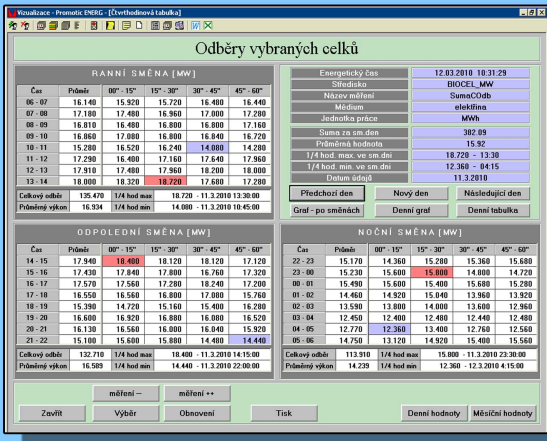 Vizualizace - Promotic ENERG - [Čtvrthodinová tabulka]
Odběry vybraných celků
RANNÍ SMĚNA [MW]
Čas Průměr 00" - 15" 15" - 30" 30" - 45" 45" - 60"
06 - 07 16.140 15.920 15.720 16.480 16.440
07 - 08 17.180 17.480 16.960 17.000 17.280
08 - 09 16.810 16.480 16.800 16.800 17.160
09 - 10 16.860 17.080 16.800 16.840 16.720
10 - 11 15.280 16.520 16.240 14.080 14.280
11 - 12 17.290 16.400 17.160 17.640 17.960
12 - 13 17.910 17.480 17.960 18.200 18.000
13 - 14 18.000 18.320 18.720 17.680 17.280
Celkový odběr 135.470 1/4 hod max 18.720 - 11.3.2010 13:30:00
Průměrný výkon 16.934 1/4 hod min 14.080 - 11.3.2010 10:45:00
Energetický čas 12.03.2010 10:31:29
Středisko BIOCEL_MW
Název měření SumaCOdb
Médium elektřina
Jednotka práce MWh
Suma za sm.den 382.09
Průměrná hodnota 15.92
1/4 hod. max. ve sm.dni 18.720 - 13:30
1/4 hod. min. ve sm.dni 12.360 - 04:15
Datum údajů 11.3.2010
Předchozí den Nový den Následující den
Graf - po směnách Denní graf Denní tabulka
ODPOLEDNÍ SMĚNA [MW]
Čas Průměr 00" - 15" 15" - 30" 30" - 45" 45" - 60"
14 - 15 17.940 18.400 18.120 18.120 17.120
15 - 16 17.430 17.840 17.800 16.760 17.320
16 - 17 17.570 17.560 17.280 18.240 17.200
17 - 18 16.550 16.560 16.800 17.080 15.760
18 - 19 15.390 14.720 15.160 15.400 16.280
19 - 20 16.600 16.920 16.880 16.080 16.520
20 - 21 16.130 16.560 16.000 16.040 15.920
21 - 22 15.100 15.600 15.880 14.480 14.440
Celkový odběr 132.710 1/4 hod max 18.400 - 11.3.2010 14:15:00
Průměrný výkon 16.589 1/4 hod min 14.440 - 11.3.2010 22:00:00
NOČNÍ SMĚNA [MW]
Čas Průměr 00" - 15" 15" - 30" 30" - 45" 45" - 60"
22 - 23 15.170 14.360 15.280 15.360 15.680
23 - 00 15.230 15.600 15.800 14.800 14.720
00 - 01 15.490 15.600 15.400 15.680 15.280
01 - 02 14.460 14.920 15.040 13.960 13.920
02 - 03 13.590 13.800 14.000 13.600 12.960
03 - 04 12.450 12.400 12.480 12.440 12.480
04 - 05 12.770 12.360 13.400 12.760 12.560
05 - 06 14.750 13.120 14.920 15.400 15.560
Celkový odběr 113.910 1/4 hod max 15.800 - 11.3.2010 23:30:00
Průměrný výkon 14.239 1/4 hod min 12.360 - 12.3.2010 4:15:00
měření -- měření ++
Zavřít Výběr Obnovení Tisk Denní hodnoty Měsíční hodnoty